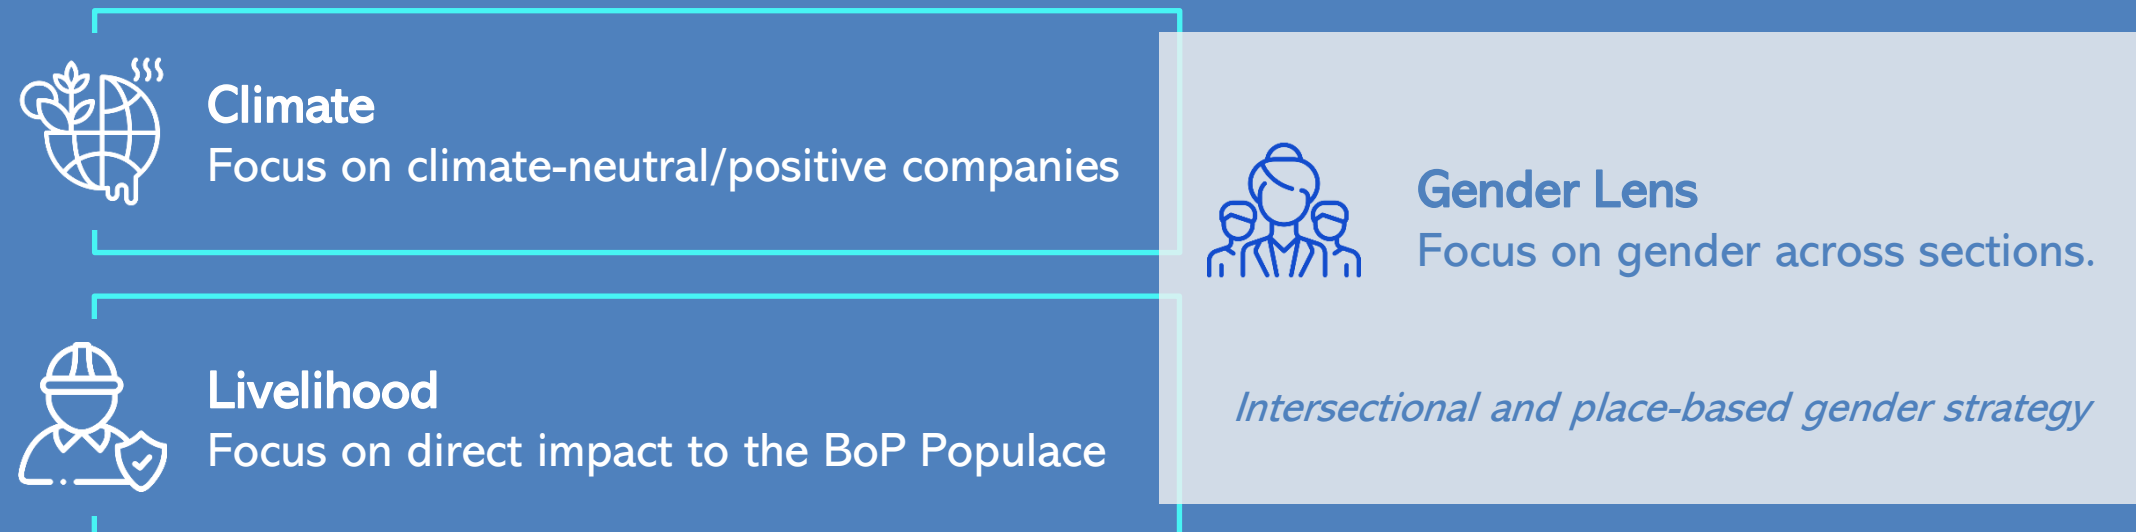 Climate
Focus on climate-neutral/positive companies
Livelihood
Focus on direct impact to the BoP Populace
Gender Lens
Focus on gender across sections.
Intersectional and place-based gender strategy